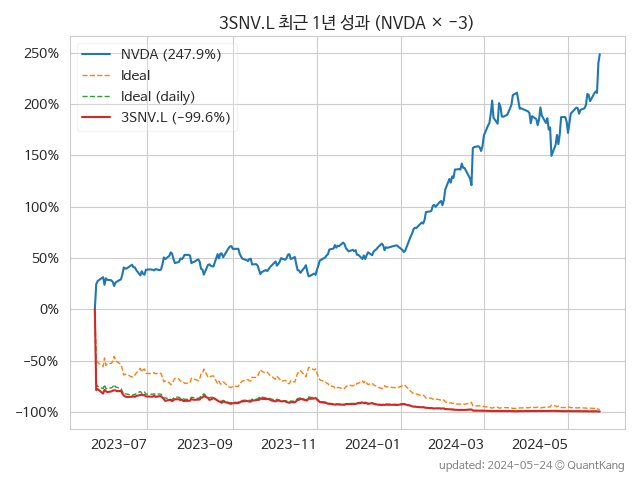 3SNV.L 최근 1년 성과 (NVDA × −3)
NVDA (247.9%)
Ideal
Ideal (daily)
3SNV.L (−99.6%)
250%
200%
150%
100%
50%
0%
−50%
−100%
2023-07 2023-09 2023-11 2024-01 2024-03 2024-05
updated: 2024-05-24 © QuantKang